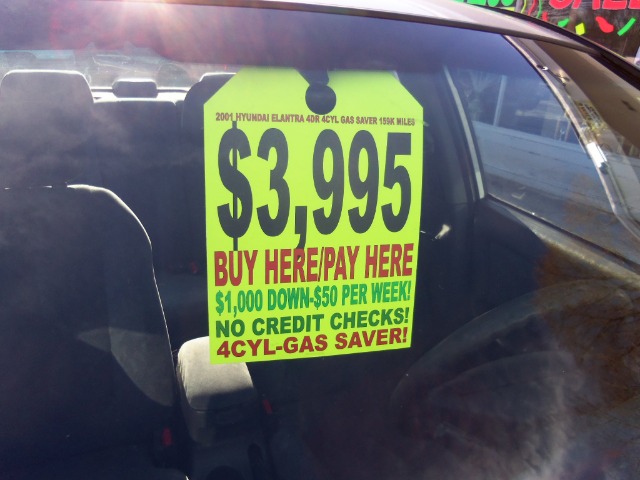 2001 HYUNDAI ELANTRA 4DR 4CYL GAS SAVER 159K MILES
$3,995
BUY HERE/PAY HERE
$1,000 DOWN-$50 PER WEEK!
NO CREDIT CHECKS!
4CYL-GAS SAVER!